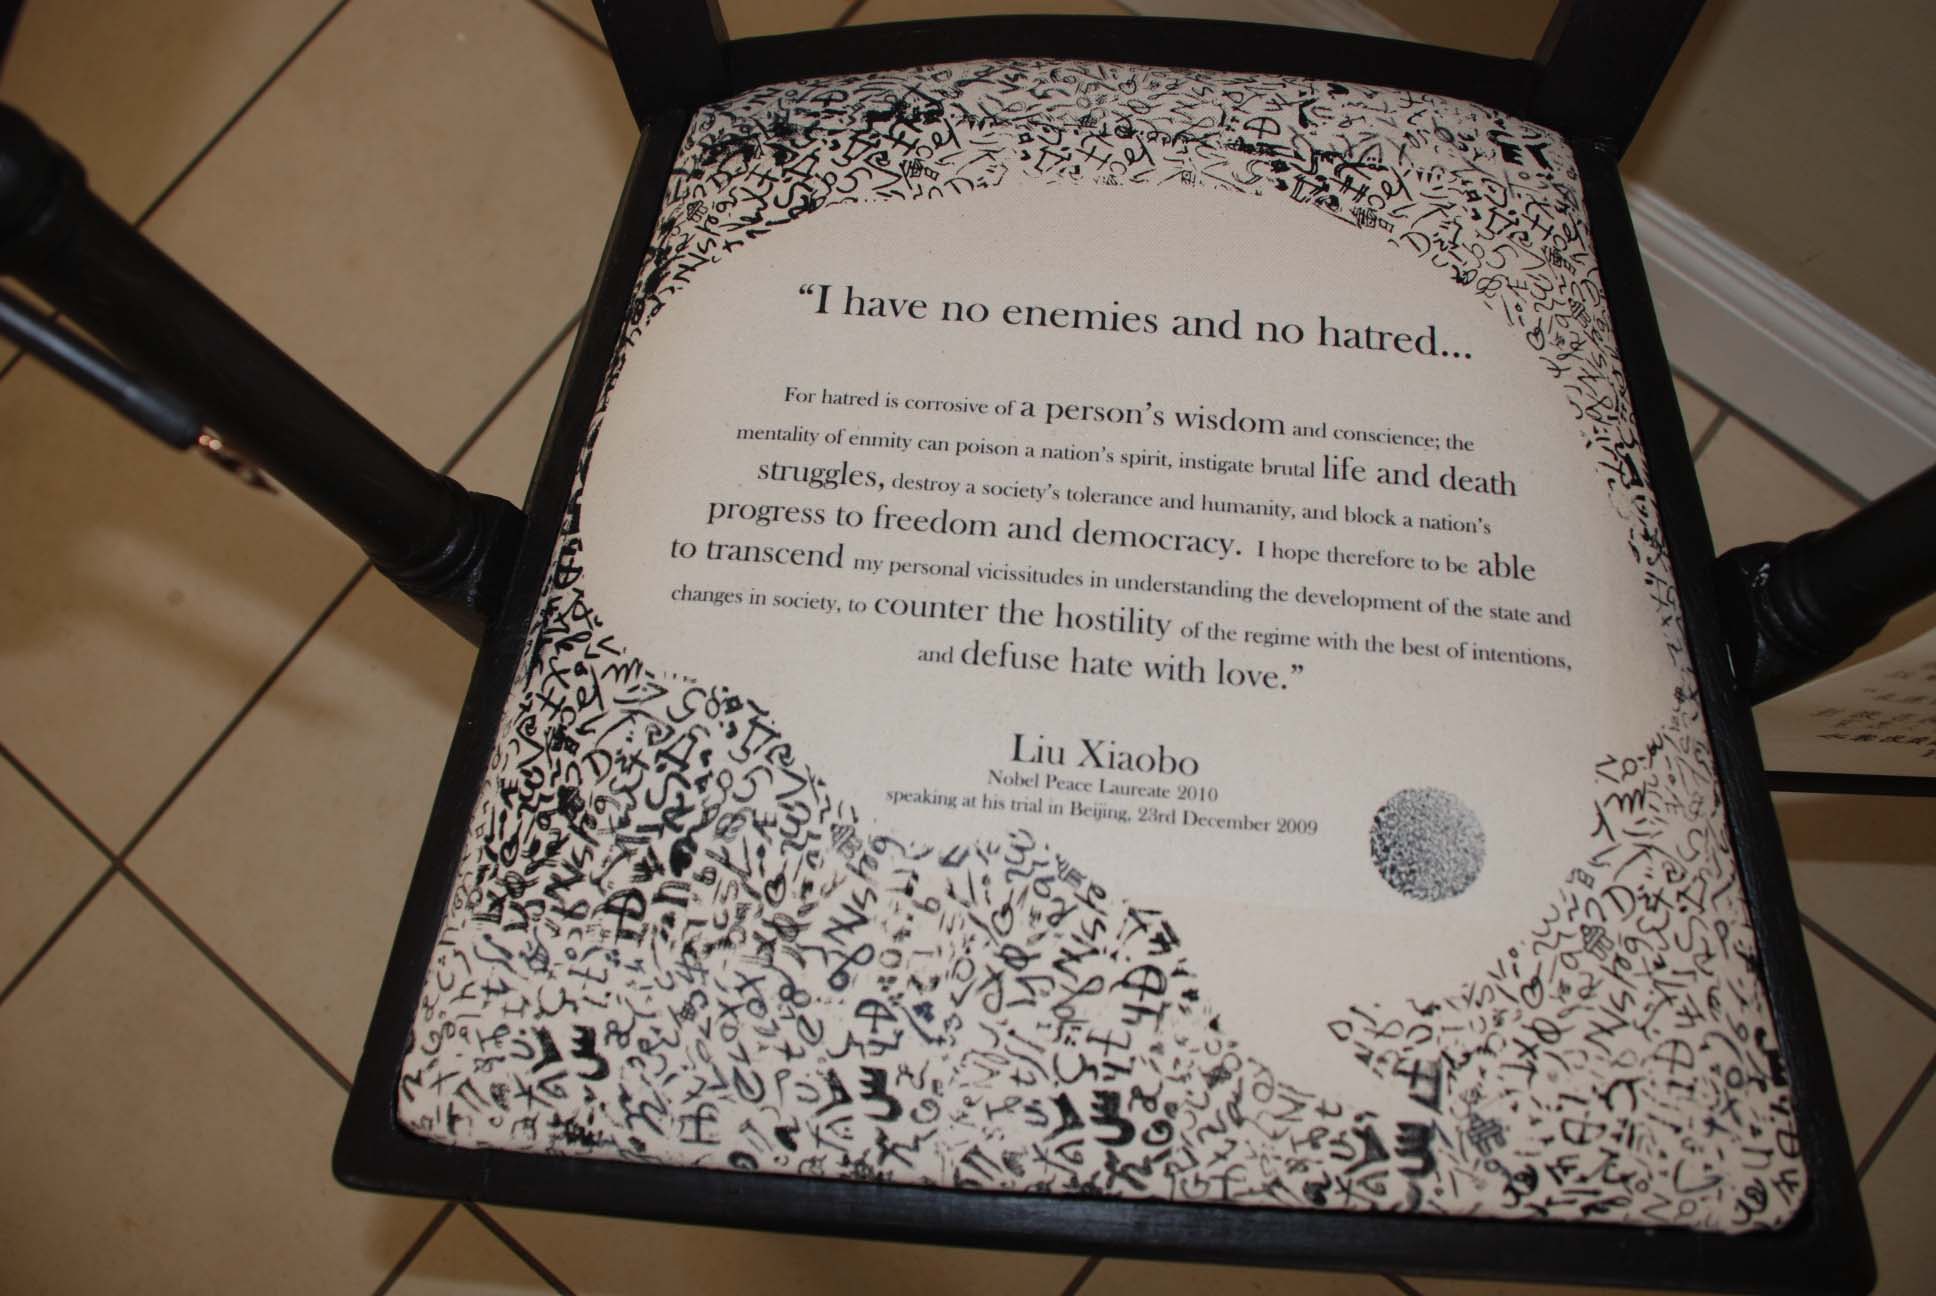 “I have no enemies and no hatred...
For hatred is corrosive of a person’s wisdom and conscience; the
mentality of enmity can poison a nation’s spirit, instigate brutal life and death
struggles, destroy a society’s tolerance and humanity, and block a nation’s
progress to freedom and democracy. I hope therefore to be able
to transcend my personal vicissitudes in understanding the development of the state and
changes in society, to counter the hostility of the regime with the best of intentions,
and defuse hate with love.”
Liu Xiaobo
Nobel Peace Laureate 2010
speaking at his trial in Beijing, 23rd December 2009